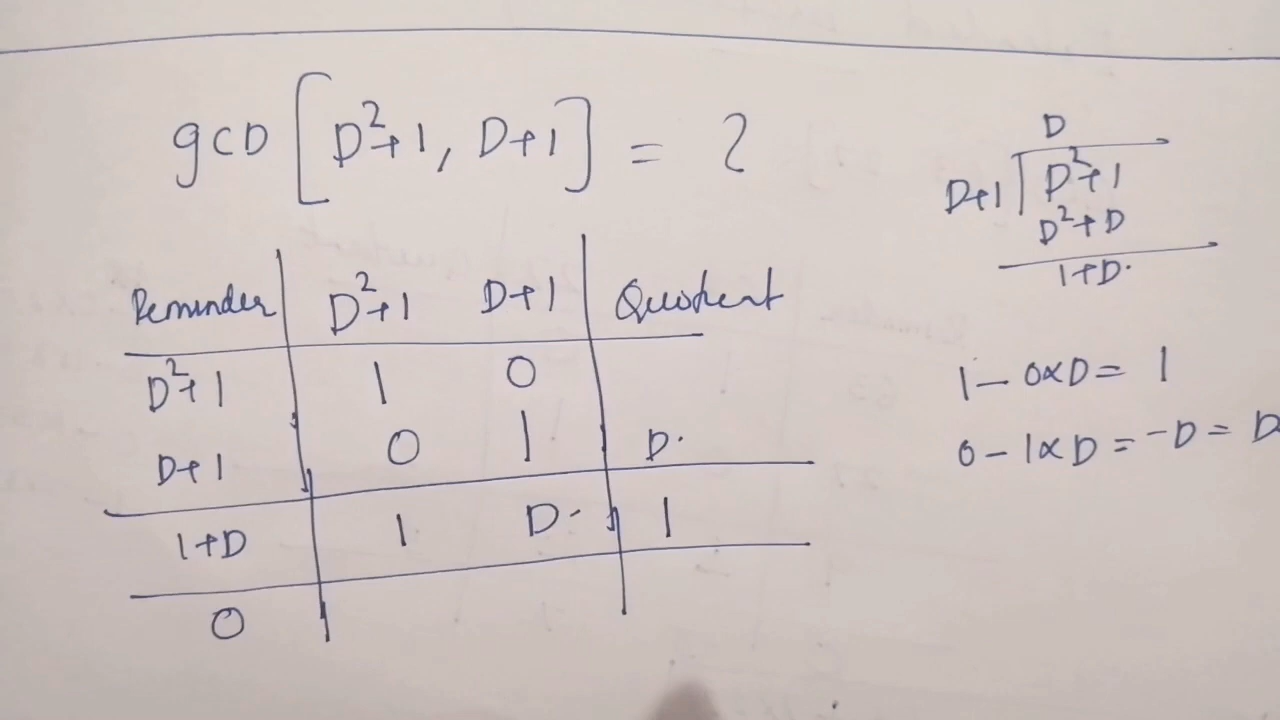 gcD [D²+1, D+1] = ?
D
D+1 D²+1
D²+D
1+D.
Reminder D²+1 D+1 Quotient
D²+1 1 0
D+1 0 1 D.
1+D 1 D. 1
0
1 - 0×D = 1
0 - 1×D = -D = D